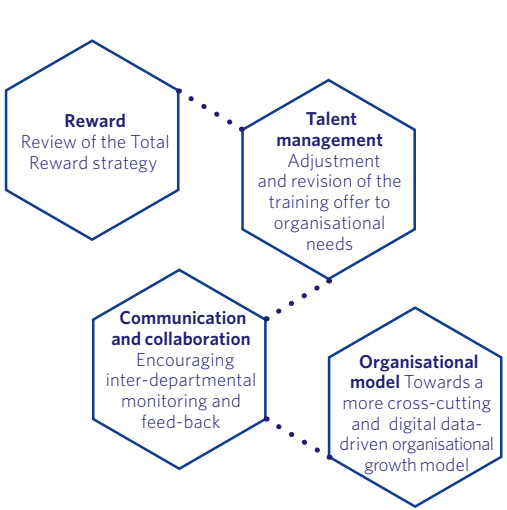 Reward
Review of the Total
Reward strategy
Talent
management
Adjustment
and revision of the
training offer to
organisational
needs
Communication
and collaboration
Encouraging
inter-departmental
monitoring and
feed-back
Organisational
model Towards a
more cross-cutting
and digital data-
driven organisational
growth model